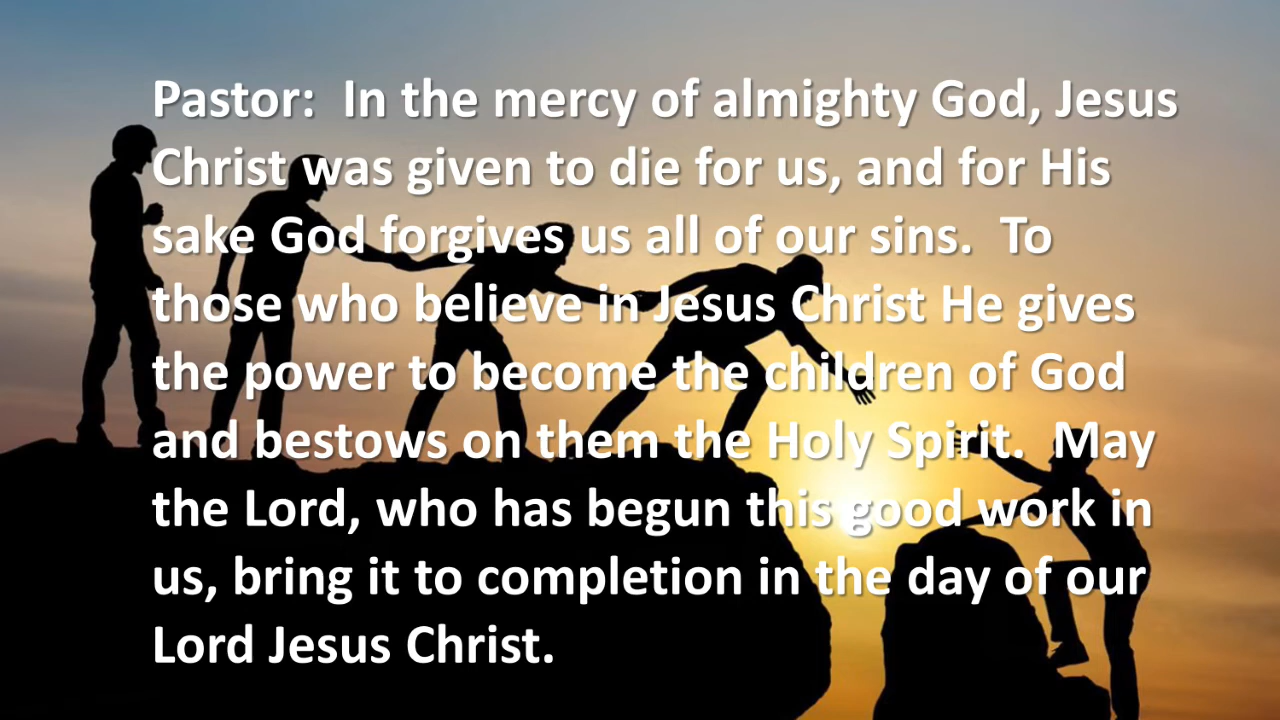 Pastor:  In the mercy of almighty God, Jesus
Christ was given to die for us, and for His
sake God forgives us all of our sins.  To
those who believe in Jesus Christ He gives
the power to become the children of God
and bestows on them the Holy Spirit.  May
the Lord, who has begun this good work in
us, bring it to completion in the day of our
Lord Jesus Christ.